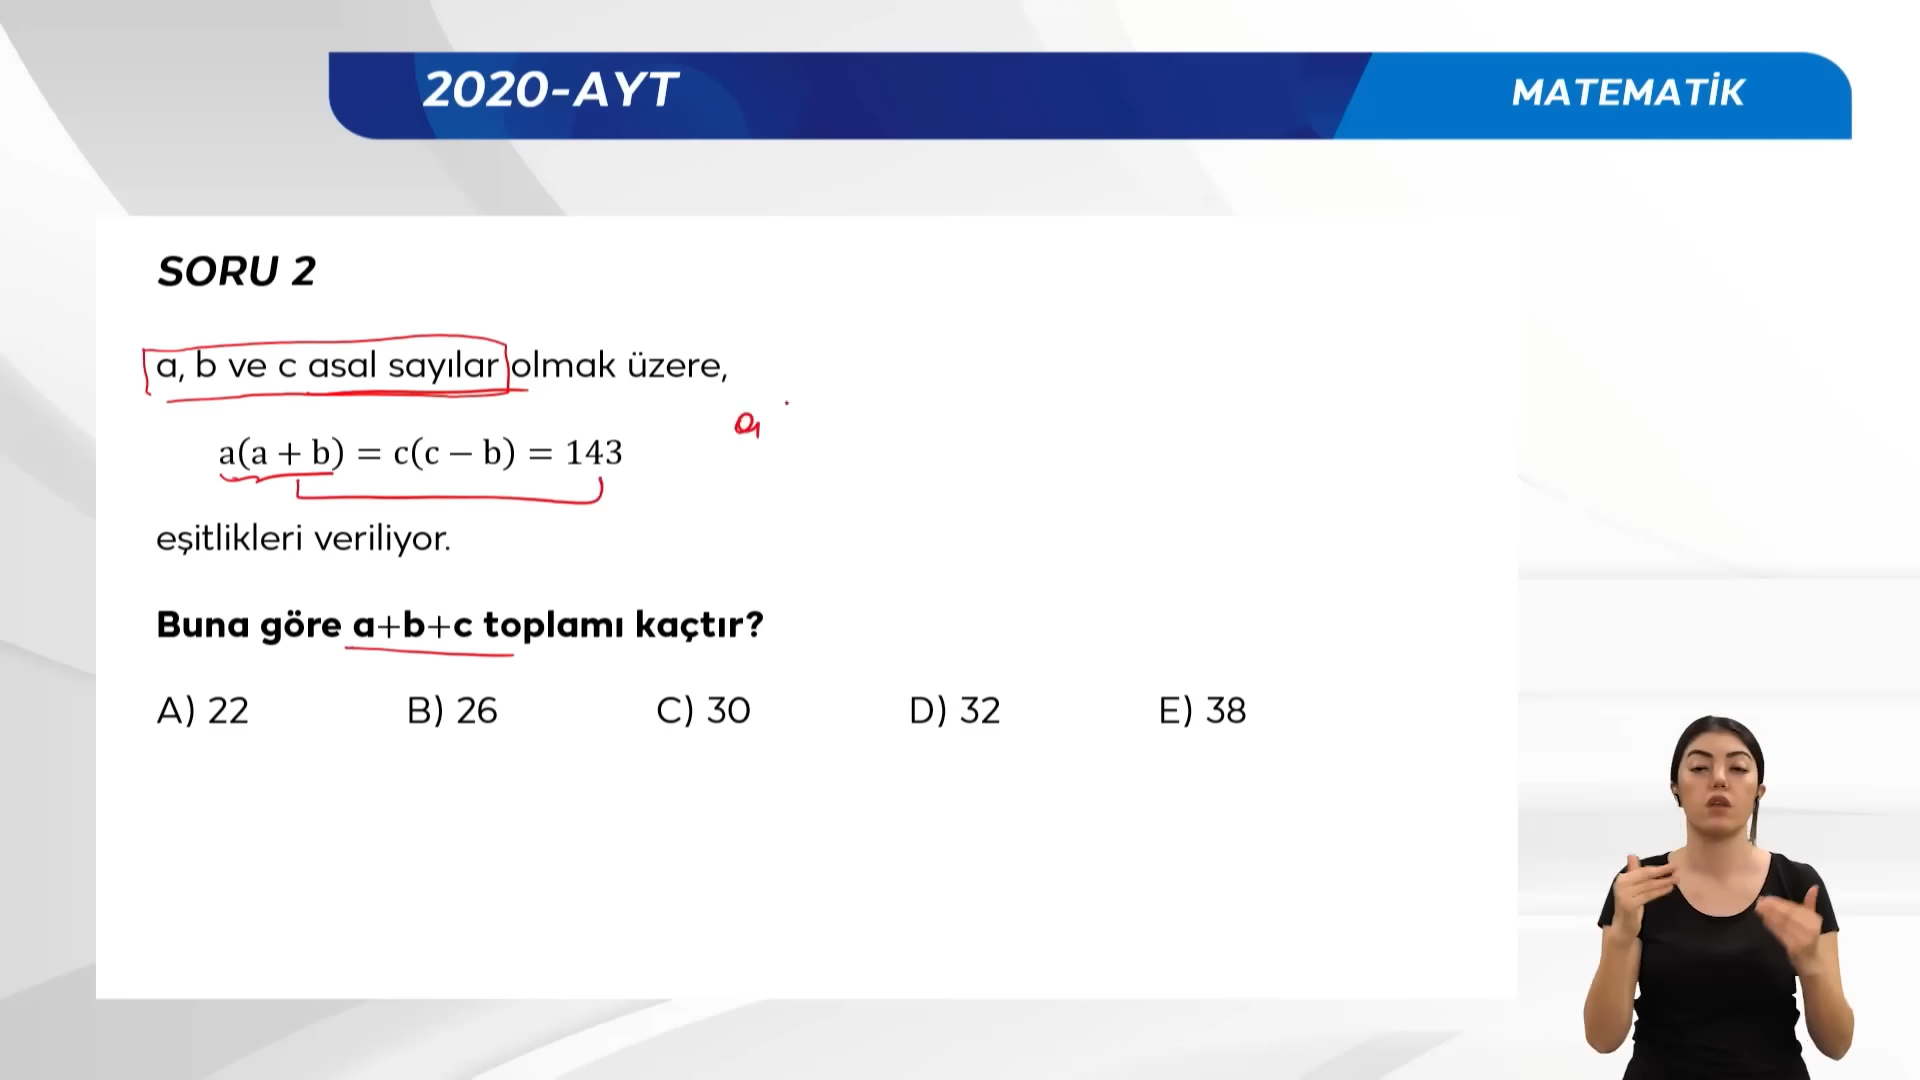 2020-AYT
MATEMATİK
SORU 2
a, b ve c asal sayılar olmak üzere,
a
a(a + b) = c(c − b) = 143
eşitlikleri veriliyor.
Buna göre a+b+c toplamı kaçtır?
A) 22 B) 26 C) 30 D) 32 E) 38